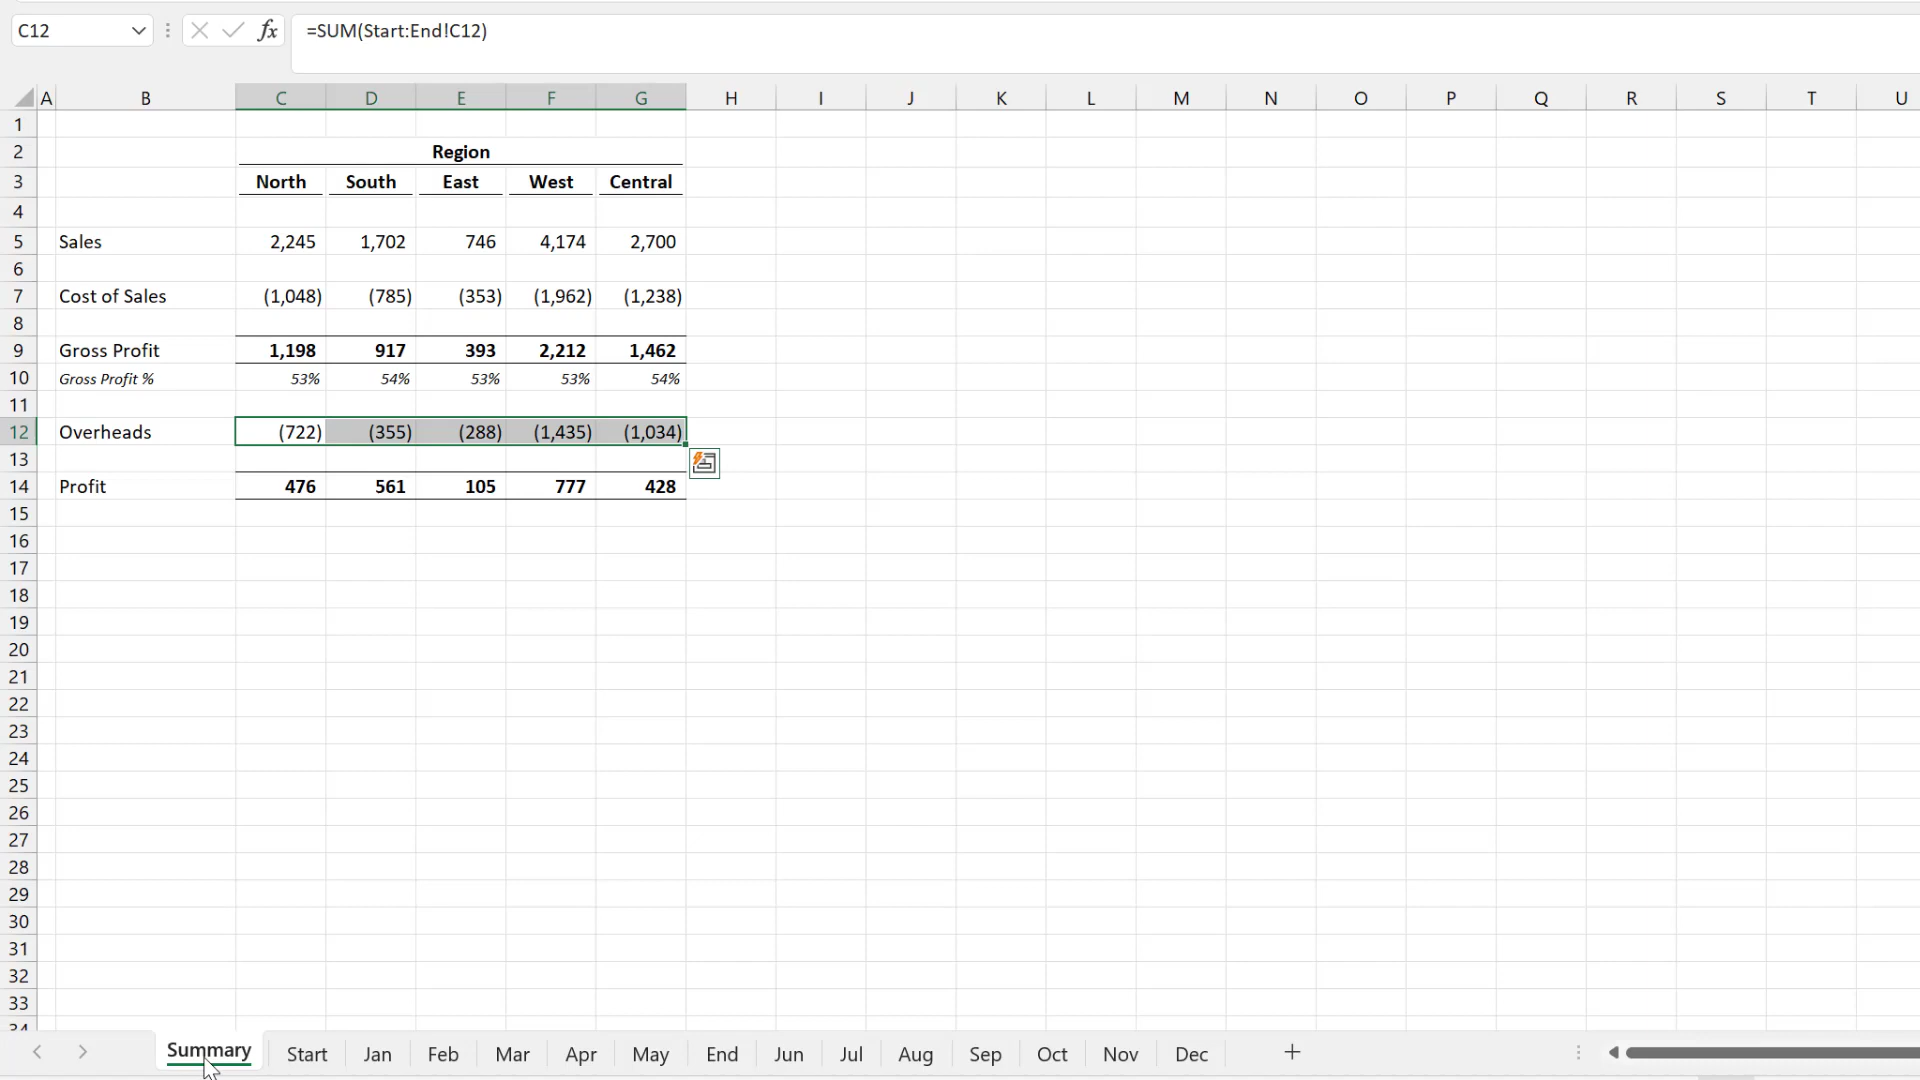 C12 fx =SUM(Start:End!C12)
A B C D E F G H I J K L M N O P Q R S T U
1
2 Region
3 North South East West Central
4
5 Sales 2,245 1,702 746 4,174 2,700
6
7 Cost of Sales (1,048) (785) (353) (1,962) (1,238)
8
9 Gross Profit 1,198 917 393 2,212 1,462
10 Gross Profit % 53% 54% 53% 53% 54%
11
12 Overheads (722) (355) (288) (1,435) (1,034)
13
14 Profit 476 561 105 777 428
15
16
17
18
19
20
21
22
23
24
25
26
27
28
29
30
31
32
33
34
Summary Start Jan Feb Mar Apr May End Jun Jul Aug Sep Oct Nov Dec +